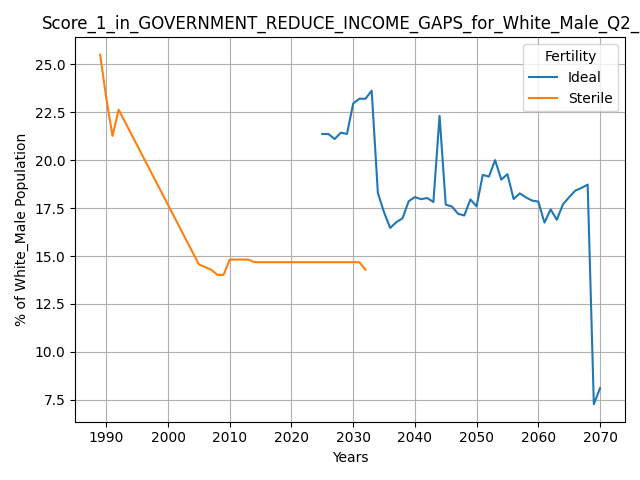 Score_1_in_GOVERNMENT_REDUCE_INCOME_GAPS_for_White_Male_Q2_
Fertility
Ideal
Sterile
% of White_Male Population
25.0
22.5
20.0
17.5
15.0
12.5
10.0
7.5
1990 2000 2010 2020 2030 2040 2050 2060 2070
Years